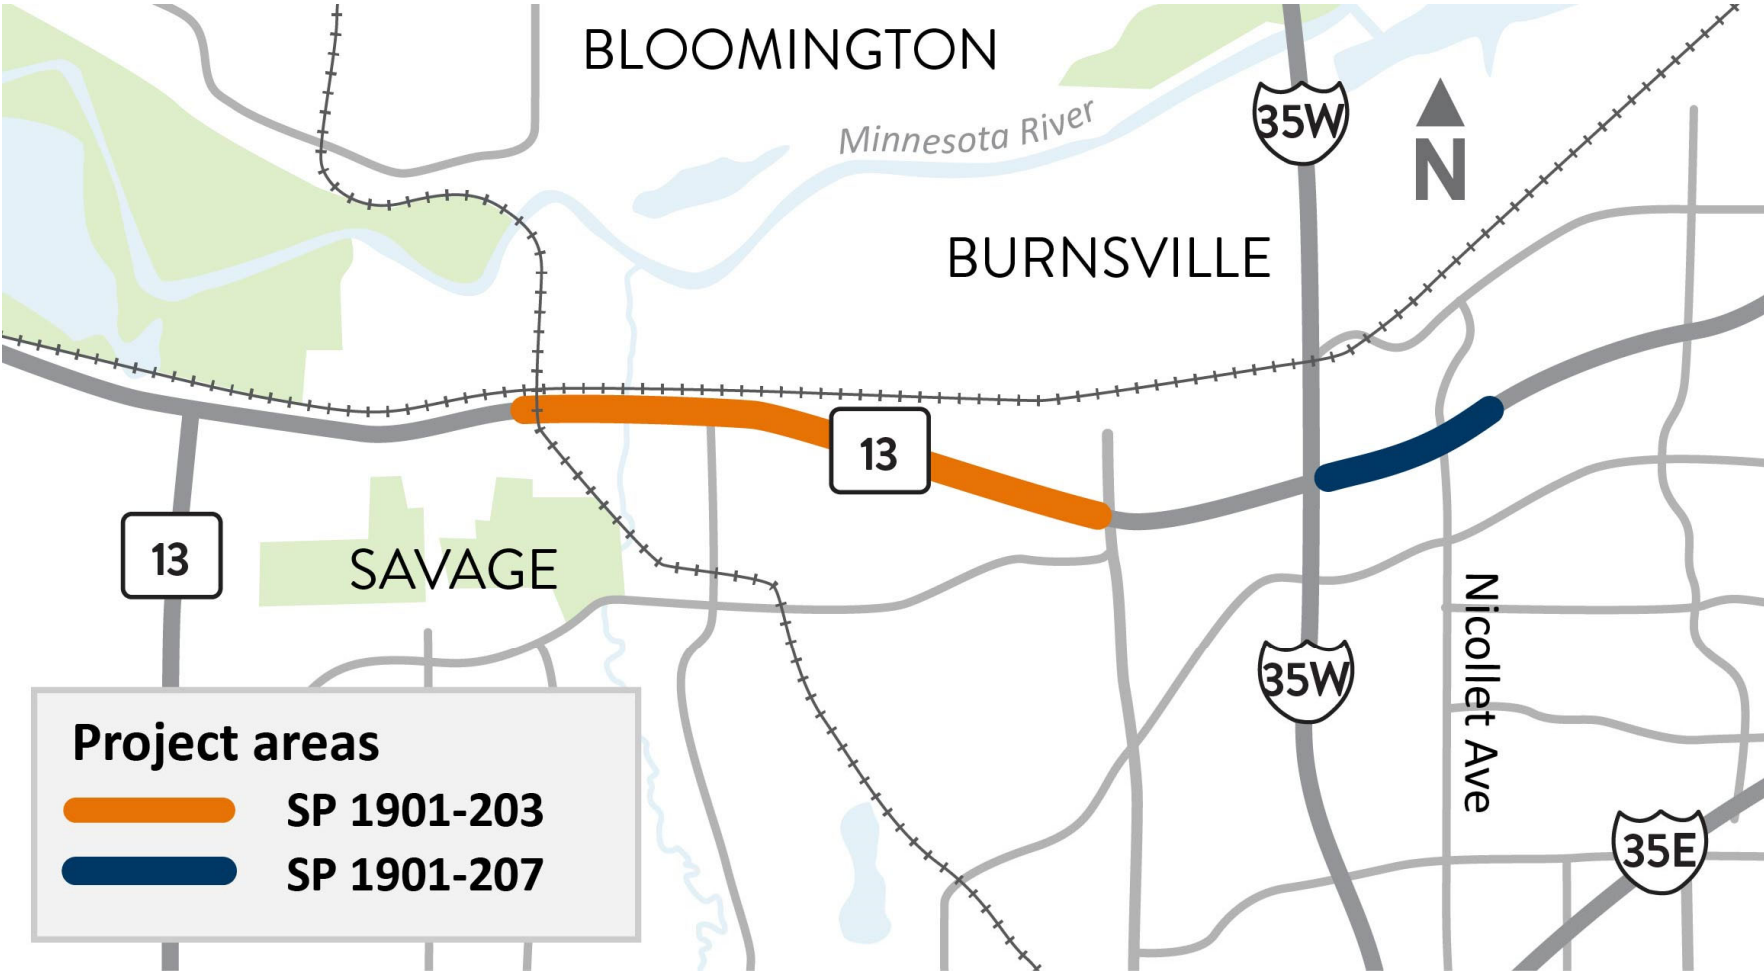 BLOOMINGTON
Minnesota River
35W
N
BURNSVILLE
13
13
SAVAGE
Nicollet Ave
35W
35E
Project areas
SP 1901-203
SP 1901-207